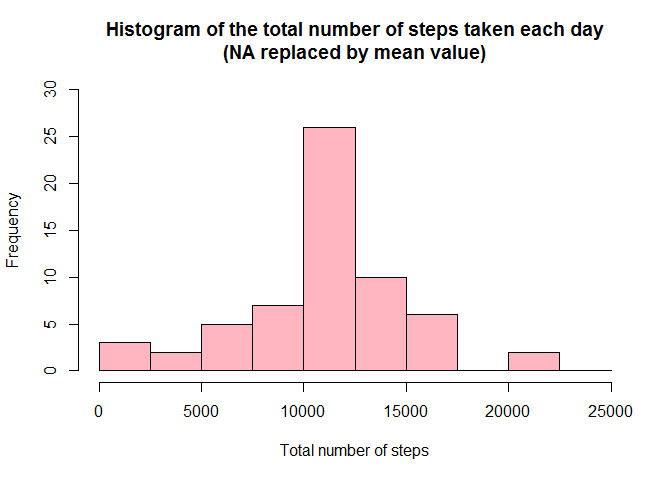 Histogram of the total number of steps taken each day
(NA replaced by mean value)
30
25
20
15
10
5
0
Frequency
0 5000 10000 15000 20000 25000
Total number of steps